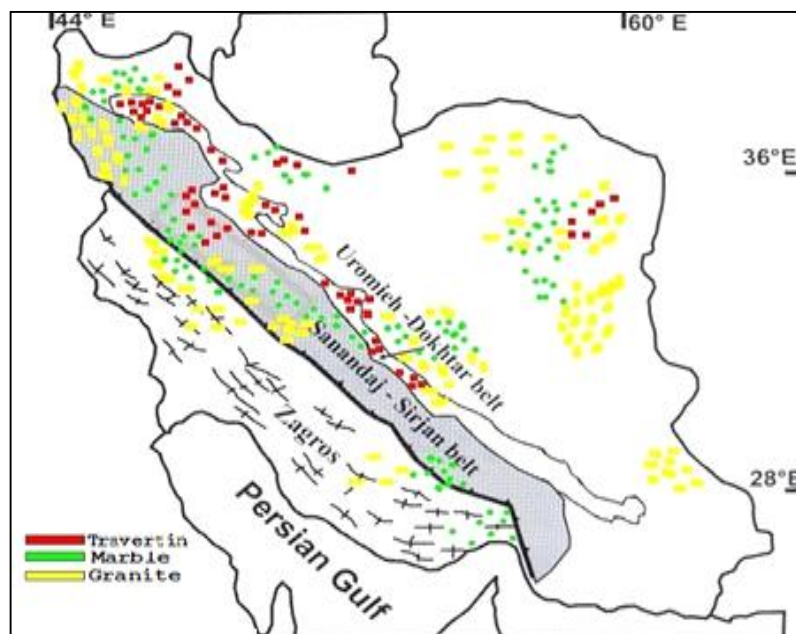 44° E
60° E
36°E
Uromieh -Dokhtar belt
Sanandaj - Sirjan belt
Zagros
28°E
Persian Gulf
Travertin
Marble
Granite